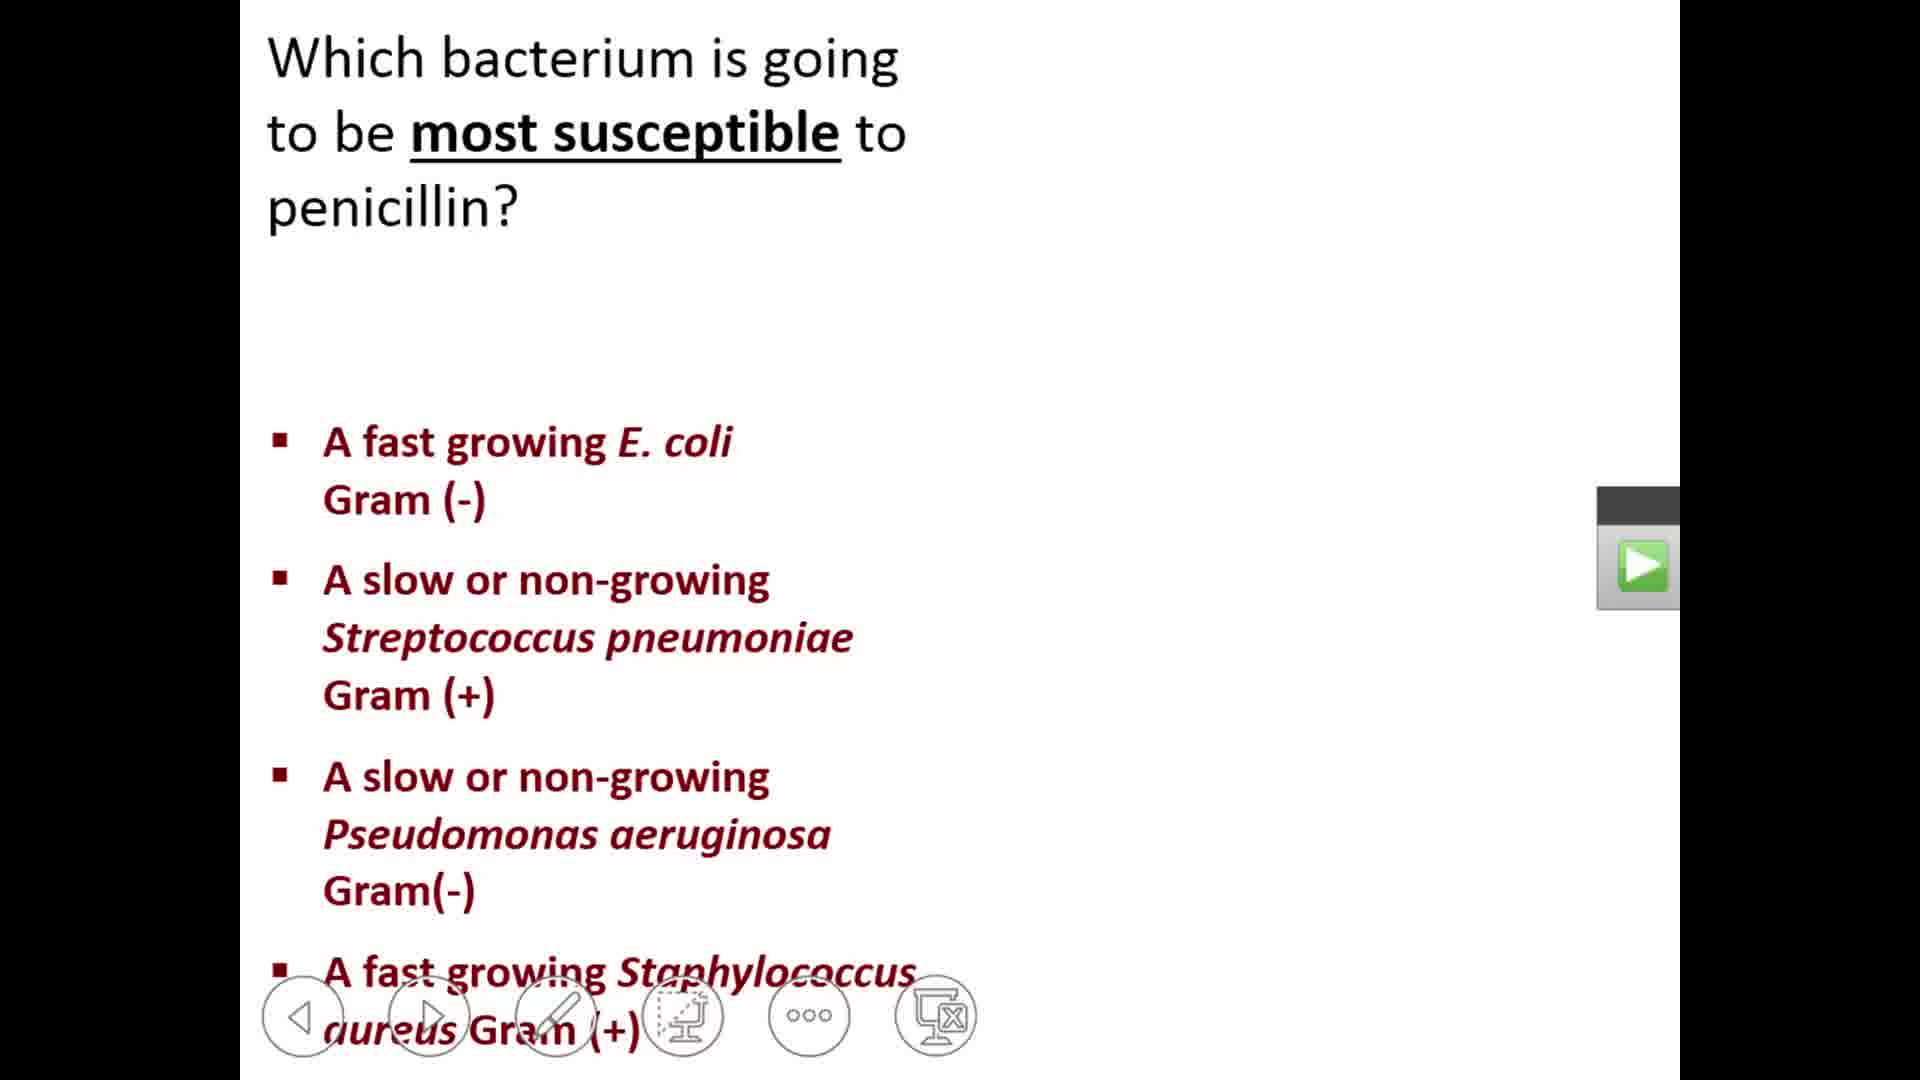 Which bacterium is going
to be most susceptible to
penicillin?
▪ A fast growing E. coli
Gram (-)
▪ A slow or non-growing
Streptococcus pneumoniae
Gram (+)
▪ A slow or non-growing
Pseudomonas aeruginosa
Gram(-)
▪ A fast growing Staphylococcus
aureus Gram (+)